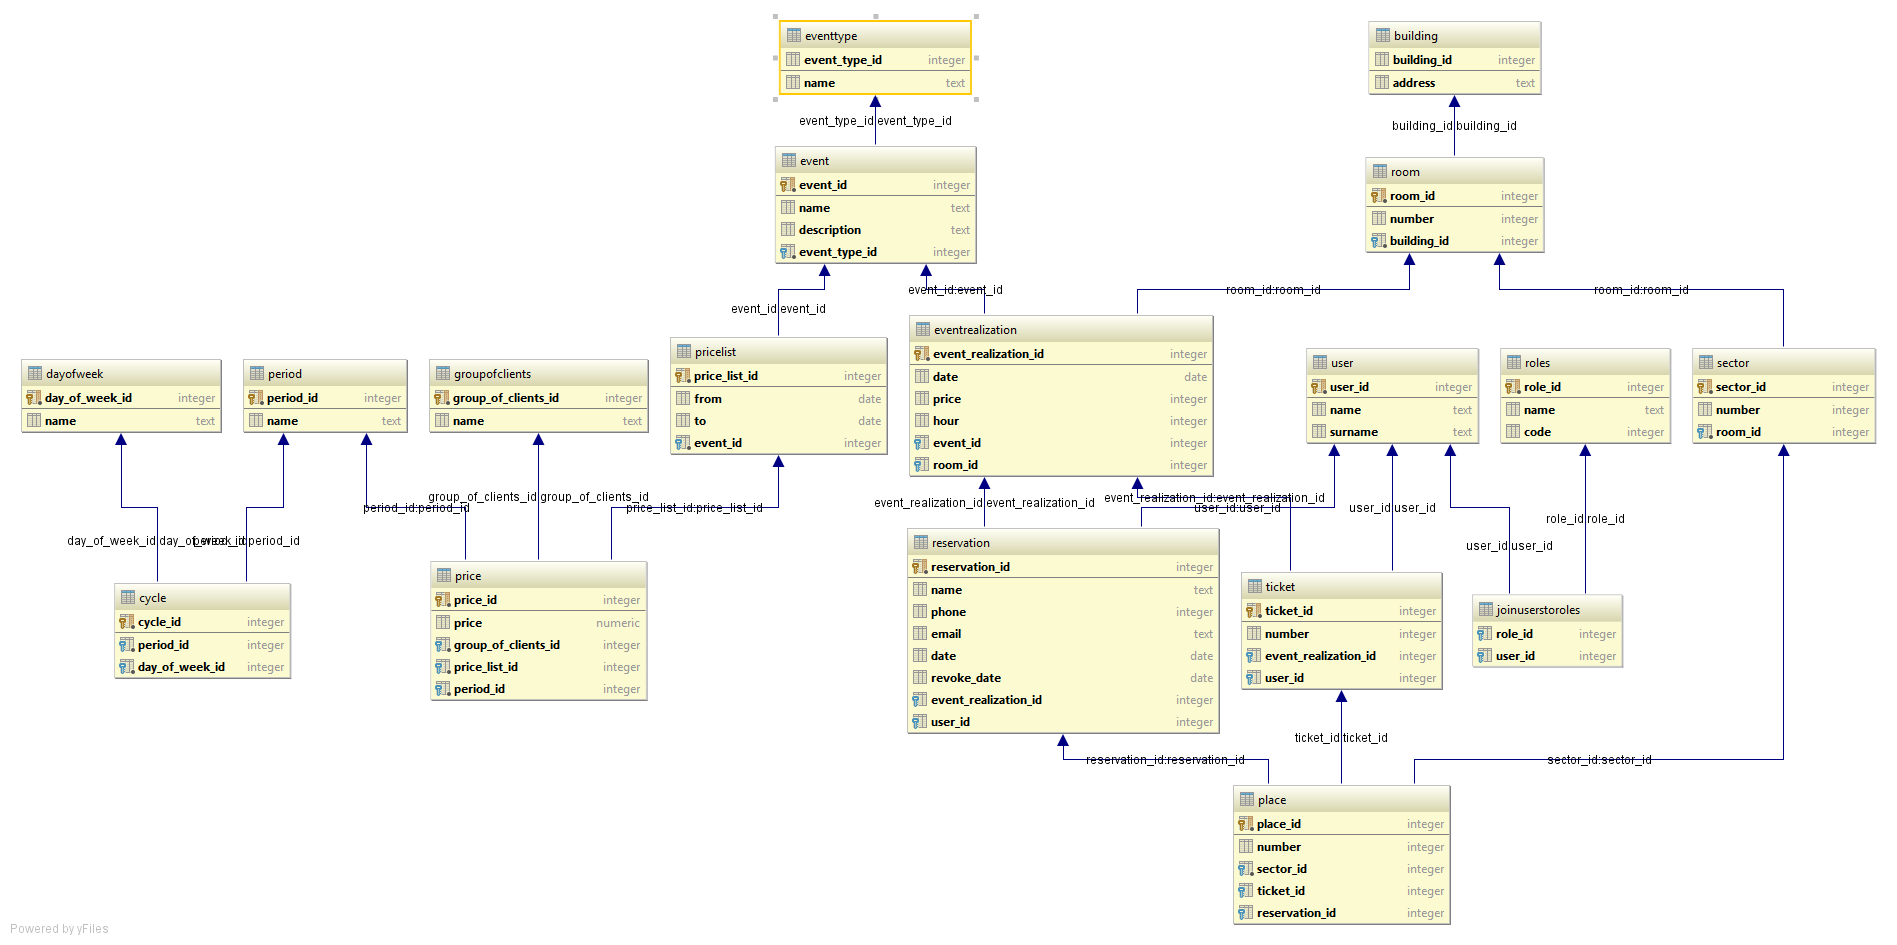 eventtype
event_type_id integer
name text
building
building_id integer
address text
event_type_id:event_type_id
building_id:building_id
event
event_id integer
name text
description text
event_type_id integer
room
room_id integer
number integer
building_id integer
event_id:event_id
event_id:event_id
room_id:room_id
room_id:room_id
dayofweek
day_of_week_id integer
name text
period
period_id integer
name text
groupofclients
group_of_clients_id integer
name text
pricelist
price_list_id integer
from date
to date
event_id integer
eventrealization
event_realization_id integer
date date
price integer
hour integer
event_id integer
room_id integer
user
user_id integer
name text
surname text
roles
role_id integer
name text
code integer
sector
sector_id integer
number integer
room_id integer
day_of_week_id:day_of_week_id
period_id:period_id
period_id:period_id
group_of_clients_id:group_of_clients_id
price_list_id:price_list_id
event_realization_id:event_realization_id
event_realization_id:event_realization_id
user_id:user_id
user_id:user_id
user_id:user_id
role_id:role_id
cycle
cycle_id integer
period_id integer
day_of_week_id integer
price
price_id integer
price numeric
group_of_clients_id integer
price_list_id integer
period_id integer
reservation
reservation_id integer
name text
phone integer
email text
date date
revoke_date date
event_realization_id integer
user_id integer
ticket
ticket_id integer
number integer
event_realization_id integer
user_id integer
joinuserstoroles
role_id integer
user_id integer
reservation_id:reservation_id
ticket_id:ticket_id
sector_id:sector_id
place
place_id integer
number integer
sector_id integer
ticket_id integer
reservation_id integer
Powered by yFiles